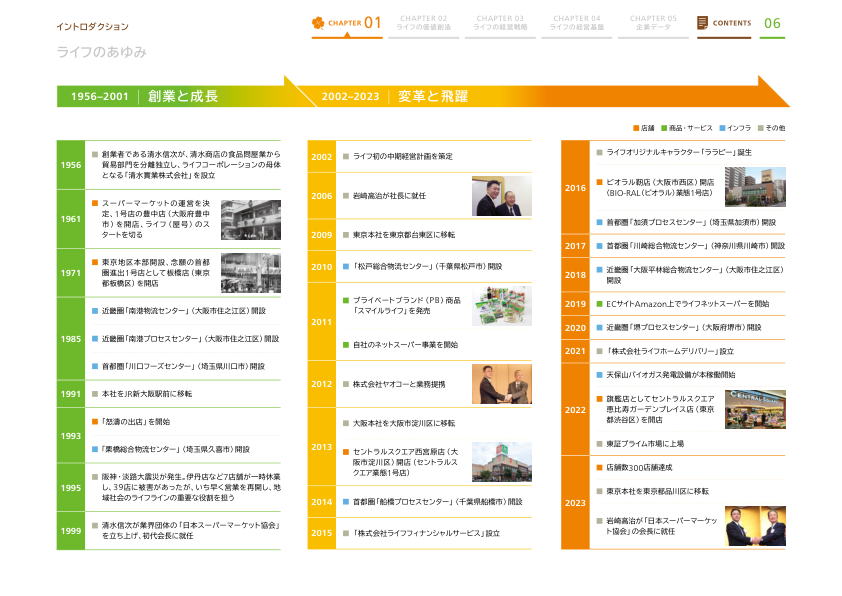 イントロダクション
CHAPTER 01
CHAPTER 02
ライフの価値創造
CHAPTER 03
ライフの経営戦略
CHAPTER 04
ライフの経営基盤
CHAPTER 05
企業データ
CONTENTS
06
ライフのあゆみ
1956–2001 | 創業と成長
2002–2023 | 変革と飛躍
■店舗 ■商品・サービス ■インフラ ■その他
1956
創業者である清水信次が、清水商店の食品問屋業から
貿易部門を分離独立し、ライフコーポレーションの母体
となる「清水實業株式会社」を設立
1961
スーパーマーケットの運営を決
定、1号店の豊中店(大阪府豊中
市)を開店、ライフ(屋号)のス
タートを切る
1971
東京地区本部開設、念願の首都
圏進出1号店として板橋店(東京
都板橋区)を開店
1985
近畿圏「南港物流センター」(大阪市住之江区)開設
近畿圏「南港プロセスセンター」(大阪市住之江区)開設
首都圏「川口フーズセンター」(埼玉県川口市)開設
1991
本社をJR新大阪駅前に移転
1993
「怒濤の出店」を開始
「栗橋総合物流センター」(埼玉県久喜市)開設
1995
阪神・淡路大震災が発生。伊丹店など7店舗が一時休業
し、39店に被害があったが、いち早く営業を再開し、地
域社会のライフラインの重要な役割を担う
1999
清水信次が業界団体の「日本スーパーマーケット協会」
を立ち上げ、初代会長に就任
2002
ライフ初の中期経営計画を策定
2006
岩崎高治が社長に就任
2009
東京本社を東京都台東区に移転
2010
「松戸総合物流センター」(千葉県松戸市)開設
2011
プライベートブランド(PB)商品
「スマイルライフ」を発売
自社のネットスーパー事業を開始
2012
株式会社ヤオコーと業務提携
2013
大阪本社を大阪市淀川区に移転
セントラルスクエア西宮原店(大
阪市淀川区)開店(セントラルス
クエア業態1号店)
2014
首都圏「船橋プロセスセンター」(千葉県船橋市)開設
2015
「株式会社ライフフィナンシャルサービス」設立
2016
ライフオリジナルキャラクター「ララピー」誕生
ビオラル靭店(大阪市西区)開店
(BIO-RAL(ビオラル)業態1号店)
首都圏「加須プロセスセンター」(埼玉県加須市)開設
2017
首都圏「川崎総合物流センター」(神奈川県川崎市)開設
2018
近畿圏「大阪平林総合物流センター」(大阪市住之江区)
開設
2019
ECサイトAmazon上でライフネットスーパーを開始
2020
近畿圏「堺プロセスセンター」(大阪府堺市)開設
2021
「株式会社ライフホームデリバリー」設立
2022
天保山バイオガス発電設備が本稼働開始
旗艦店としてセントラルスクエア
恵比寿ガーデンプレイス店(東京
都渋谷区)を開店
CENTRAL SQUARE
東証プライム市場に上場
2023
店舗数300店舗達成
東京本社を東京都品川区に移転
岩崎高治が「日本スーパーマーケッ
ト協会」の会長に就任